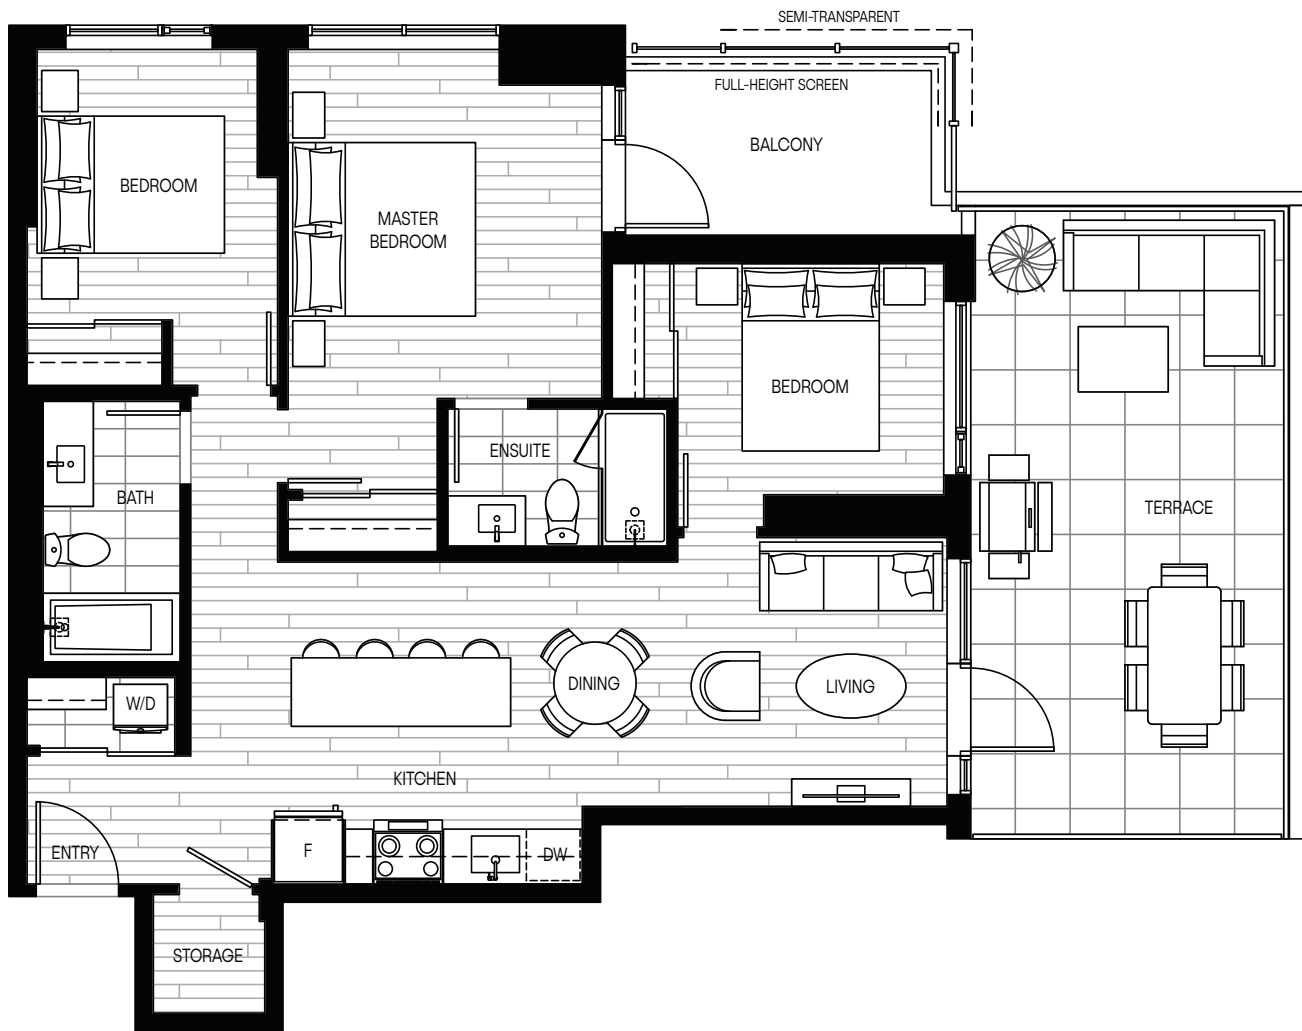 SEMI-TRANSPARENT
FULL-HEIGHT SCREEN
BALCONY
BEDROOM
MASTER
BEDROOM
BEDROOM
ENSUITE
BATH
TERRACE
DINING
LIVING
W/D
KITCHEN
ENTRY
F
DW
STORAGE